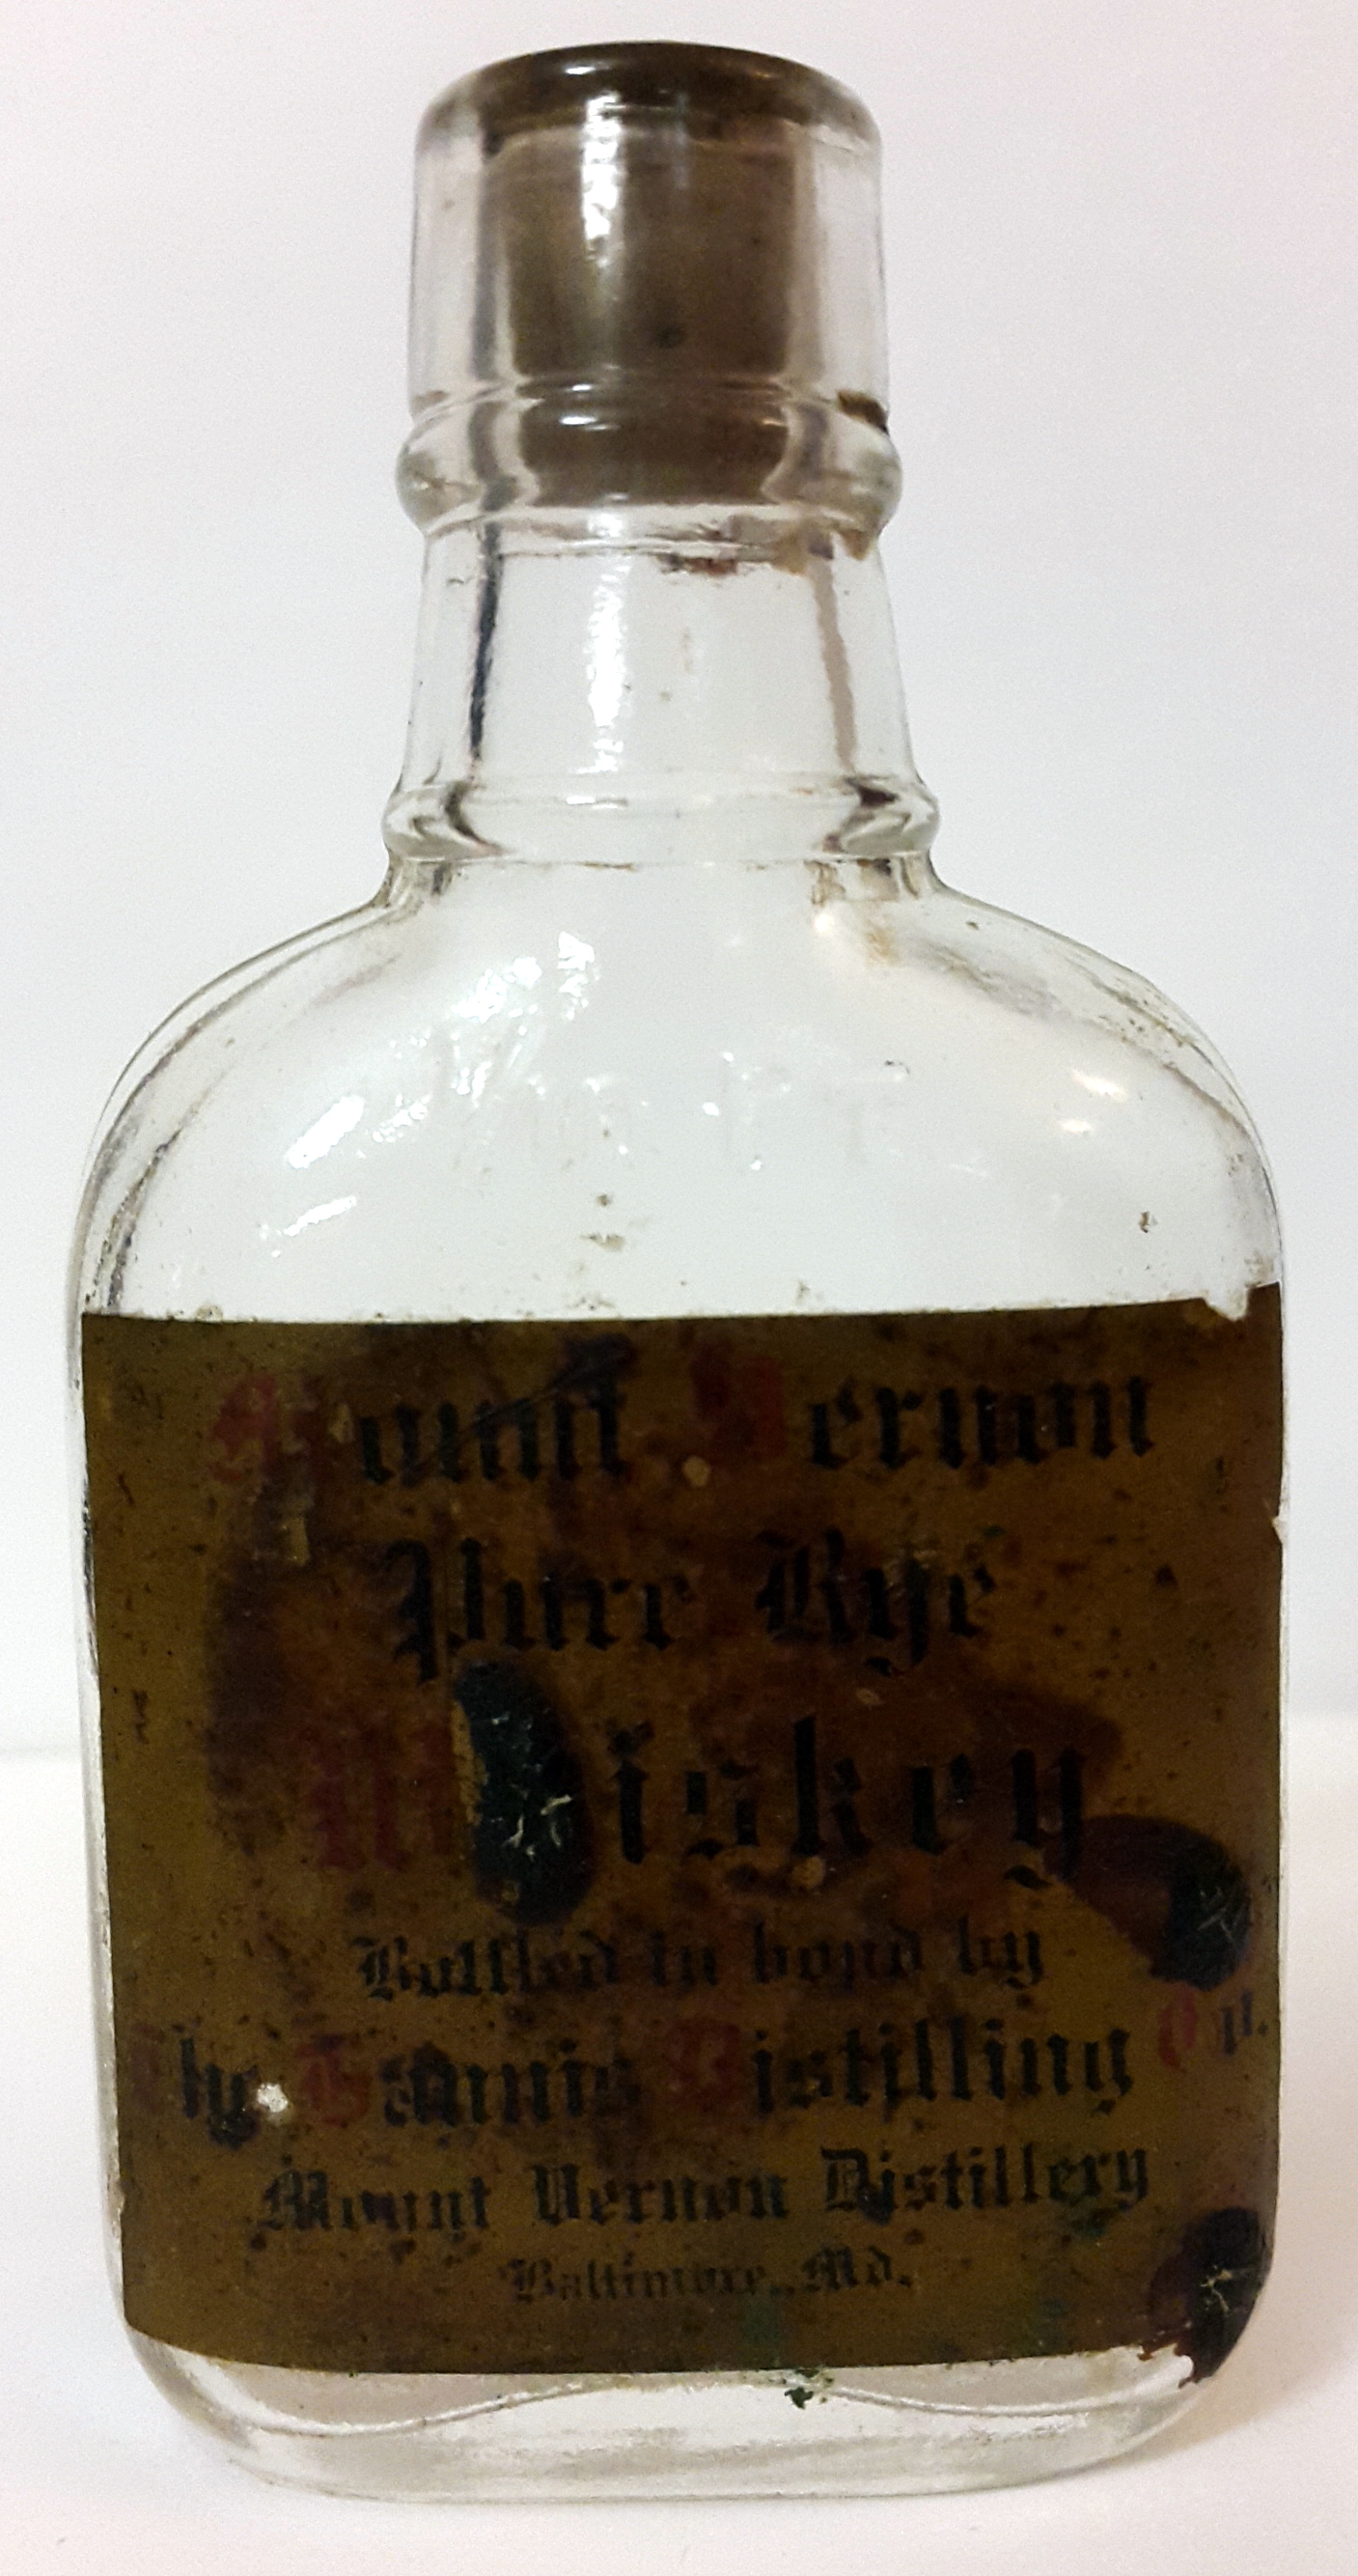 Mount Vernon
Pure Rye
Whiskey
Bottled in bond by
The Hannis Distilling Co.
Mount Vernon Distillery
Baltimore, Md.